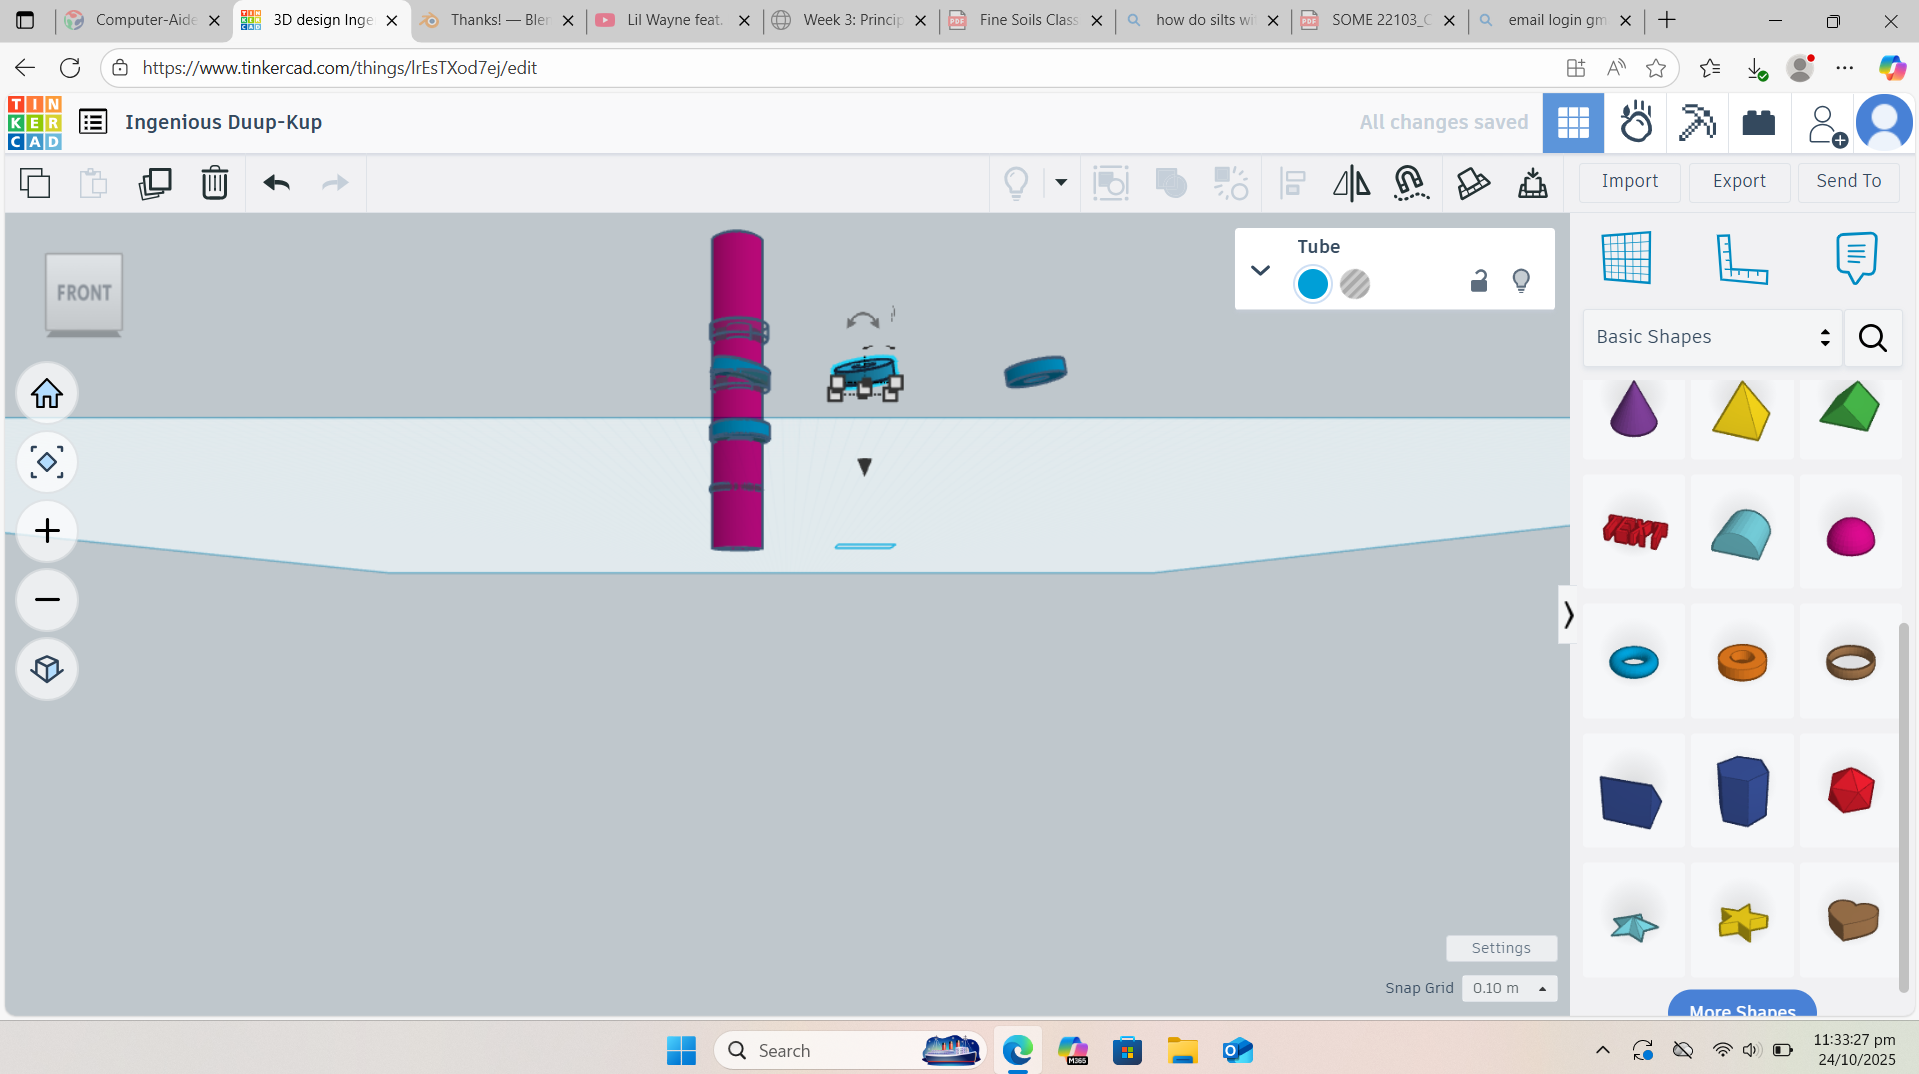 Computer-Aide
3D design Inge
Thanks! — Blen
Lil Wayne feat.
Week 3: Princip
Fine Soils Class
how do silts wi
SOME 22103_C
email login gm
https://www.tinkercad.com/things/lrEsTXod7ej/edit
TIN
KER
CAD
Ingenious Duup-Kup
All changes saved
Import
Export
Send To
FRONT
Tube
Basic Shapes
TEXT
Settings
Snap Grid
0.10 m
More Shapes
Search
M365
11:33:27 pm
24/10/2025